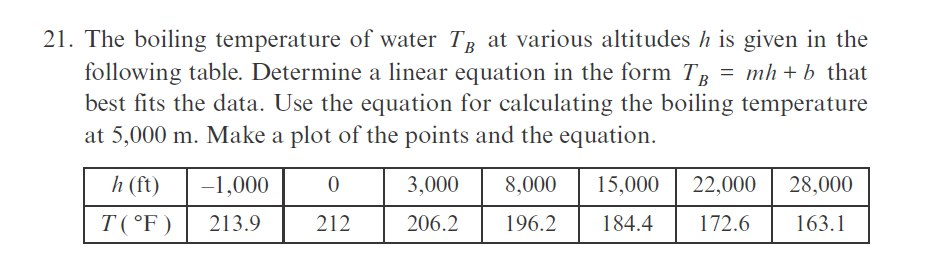 21. The boiling temperature of water T_B at various altitudes h is given in the
following table. Determine a linear equation in the form T_B = mh + b that
best fits the data. Use the equation for calculating the boiling temperature
at 5,000 m. Make a plot of the points and the equation.
h (ft) –1,000 0 3,000 8,000 15,000 22,000 28,000
T (°F) 213.9 212 206.2 196.2 184.4 172.6 163.1